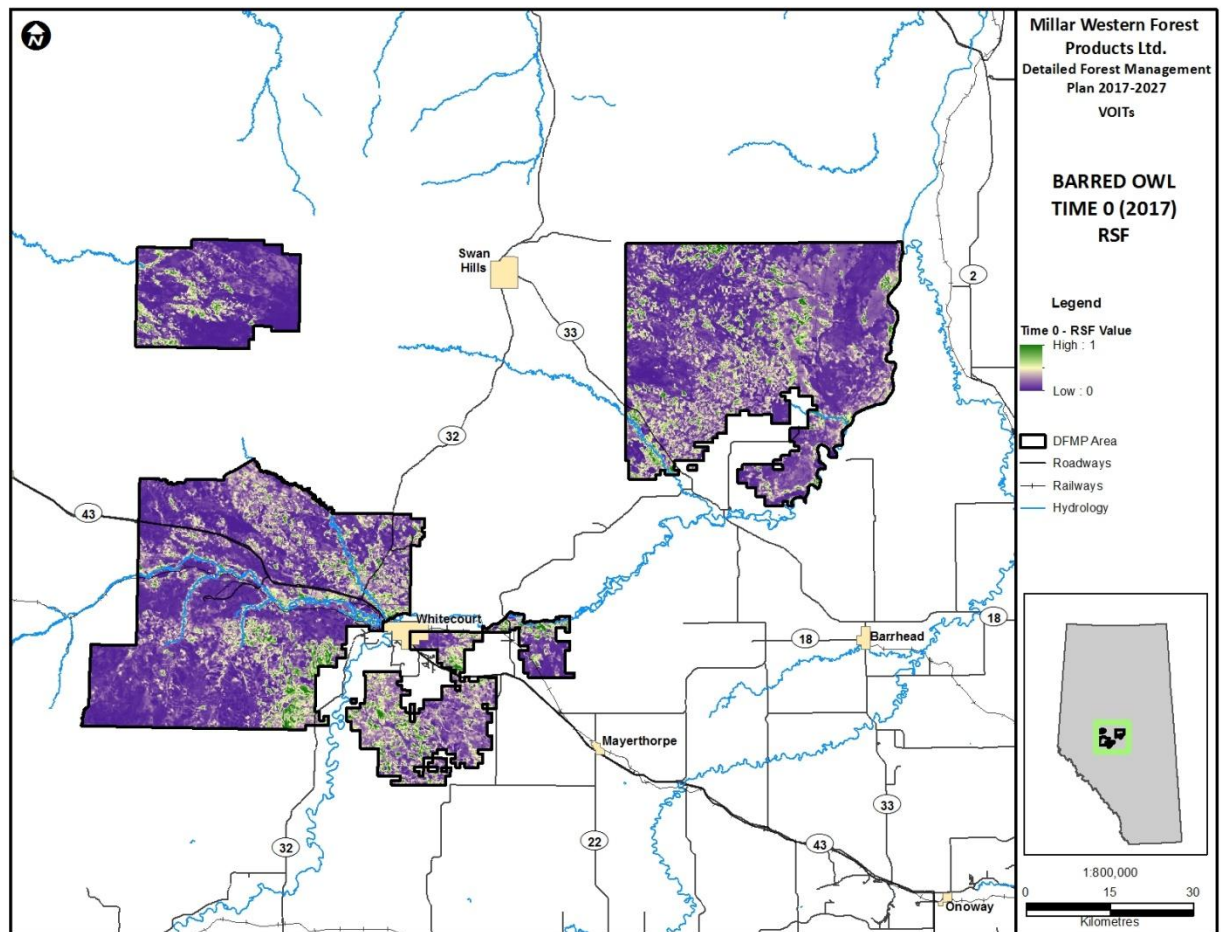 N
Swan
Hills
33
2
32
43
Whitecourt
18
Barrhead
18
Mayerthorpe
33
32
22
43
Onoway
Millar Western Forest
Products Ltd.
Detailed Forest Management
Plan 2017-2027
VOITs
BARRED OWL
TIME 0 (2017)
RSF
Legend
Time 0 - RSF Value
High : 1
Low : 0
DFMP Area
Roadways
Railways
Hydrology
1:800,000
0 15 30
Kilometres